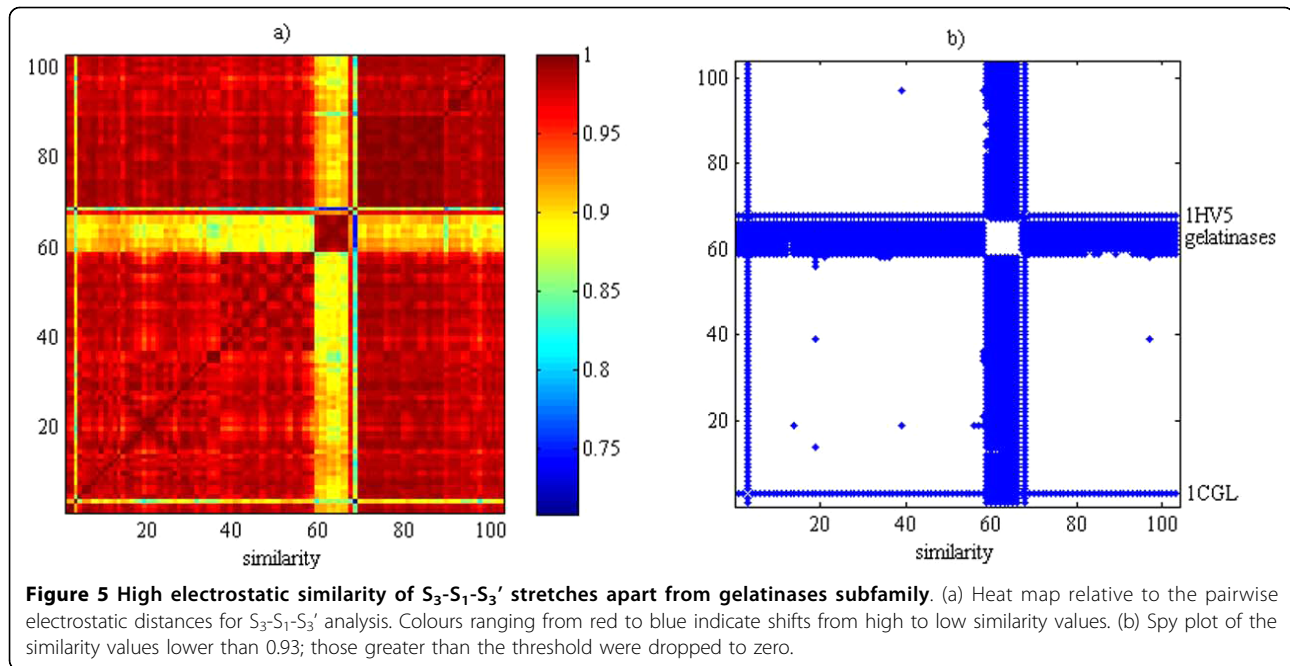 a)
100
80
60
40
20
20 40 60 80 100
similarity
1
0.95
0.9
0.85
0.8
0.75
b)
100
80
60
40
20
20 40 60 80 100
similarity
1HV5
gelatinases
1CGL
Figure 5 High electrostatic similarity of S3-S1-S3' stretches apart from gelatinases subfamily. (a) Heat map relative to the pairwise
electrostatic distances for S3-S1-S3' analysis. Colours ranging from red to blue indicate shifts from high to low similarity values. (b) Spy plot of the
similarity values lower than 0.93; those greater than the threshold were dropped to zero.